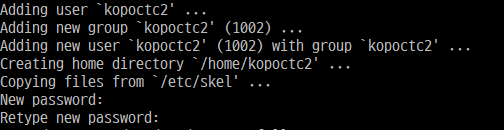 Adding user `kopoctc2' ...
Adding new group `kopoctc2' (1002) ...
Adding new user `kopoctc2' (1002) with group `kopoctc2' ...
Creating home directory `/home/kopoctc2' ...
Copying files from `/etc/skel' ...
New password:
Retype new password: